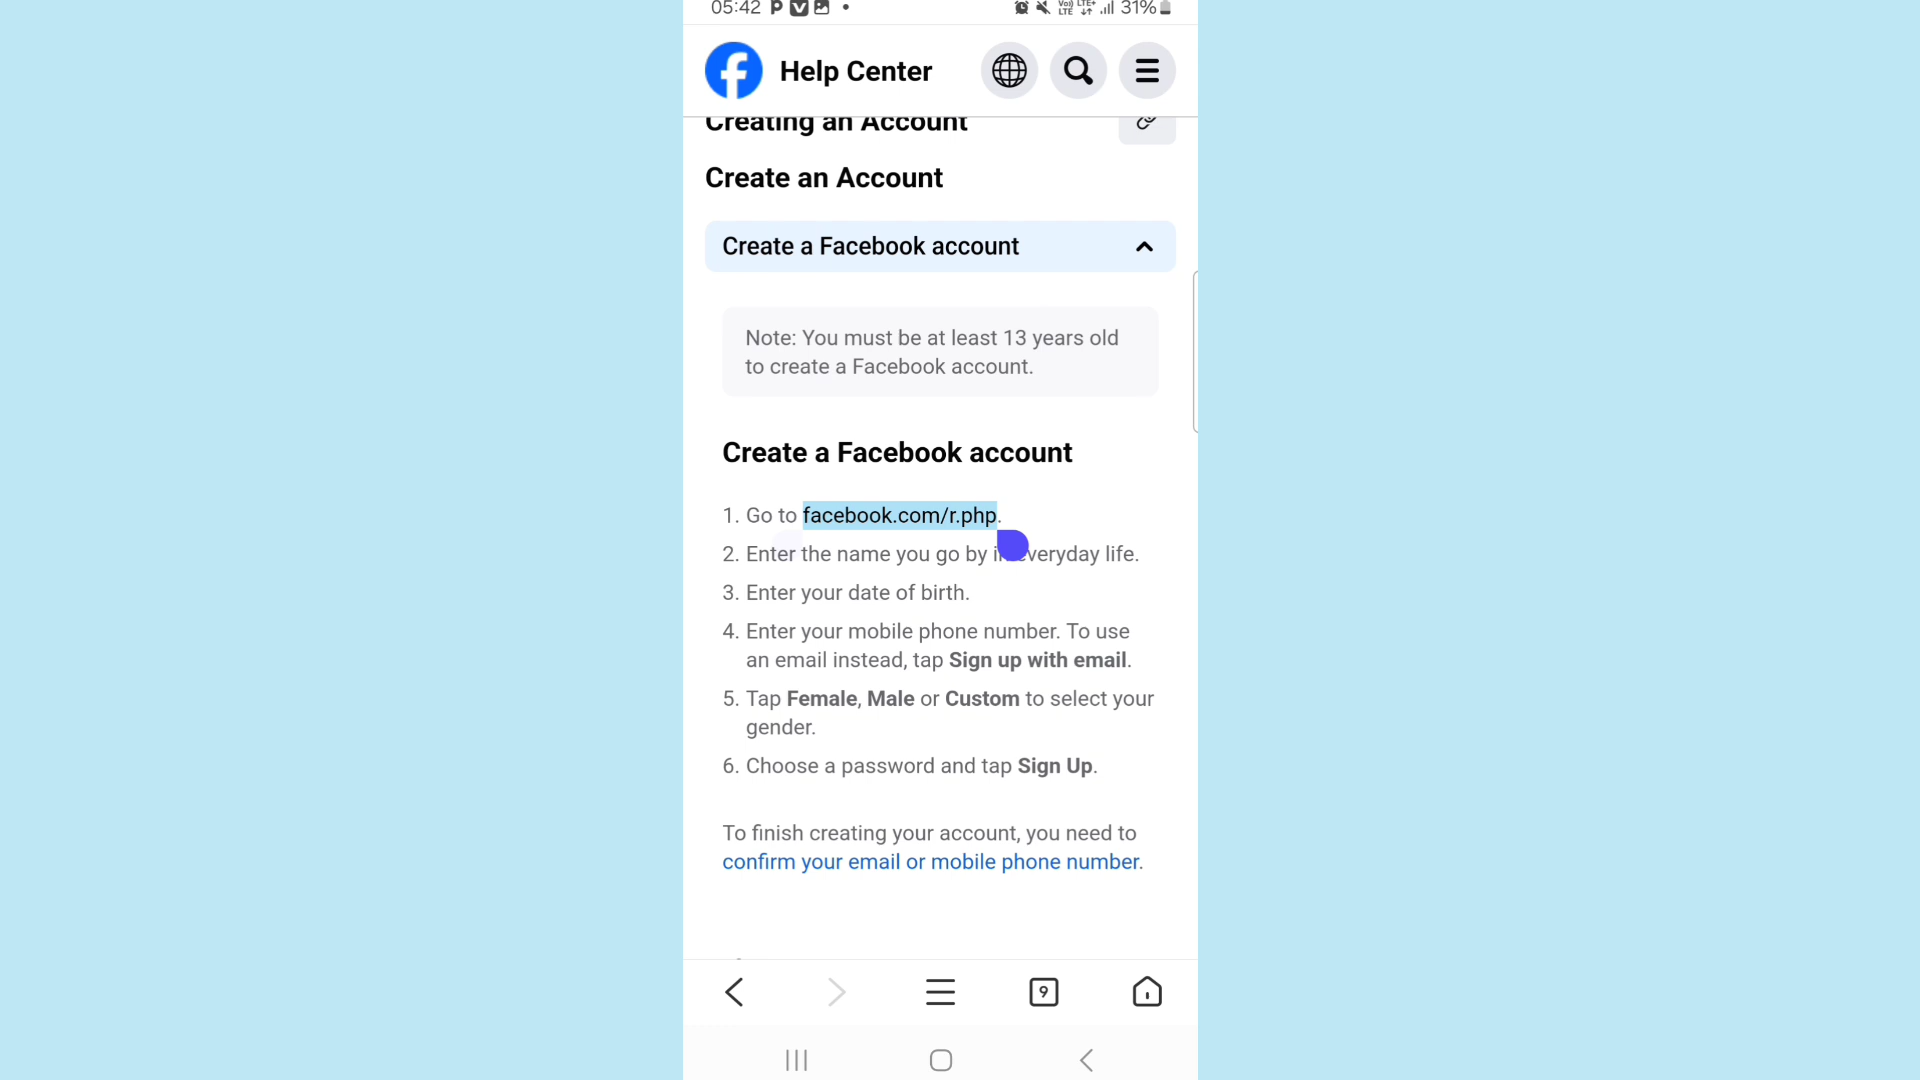 05:42 P V
Vo) LTE LTE+ 31%
Help Center
Creating an Account
Create an Account
Create a Facebook account
Note: You must be at least 13 years old
to create a Facebook account.
Create a Facebook account
1. Go to facebook.com/r.php.
2. Enter the name you go by in everyday life.
3. Enter your date of birth.
4. Enter your mobile phone number. To use
an email instead, tap Sign up with email.
5. Tap Female, Male or Custom to select your
gender.
6. Choose a password and tap Sign Up.
To finish creating your account, you need to
confirm your email or mobile phone number.
9